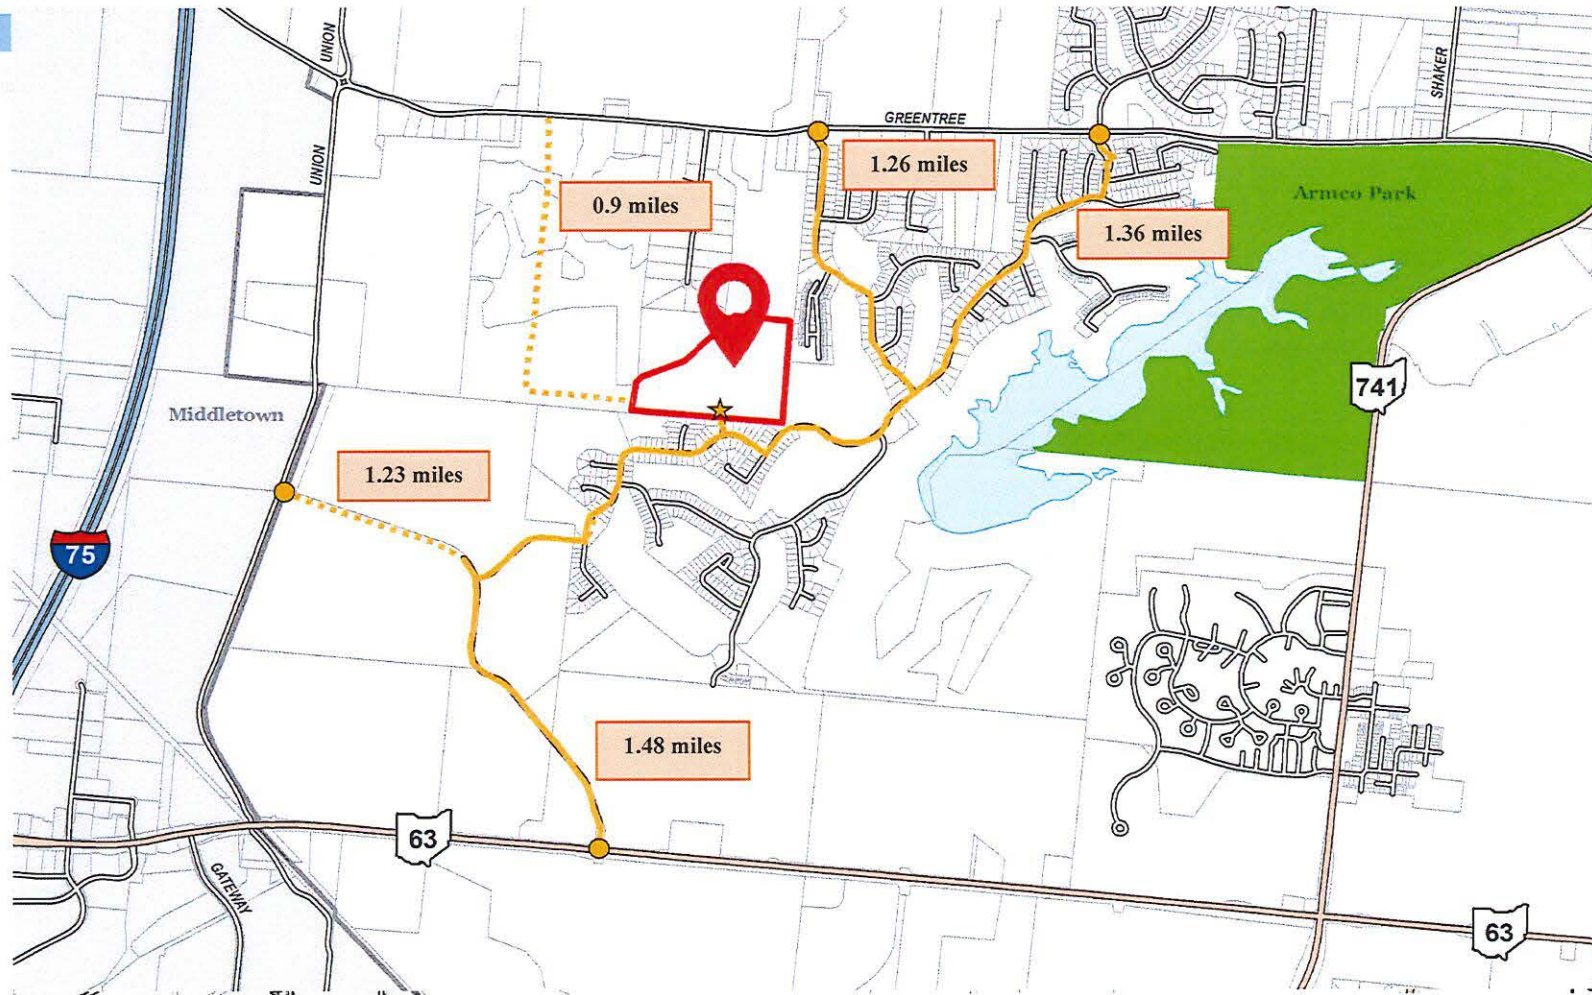 UNION
SHAKER
GREENTREE
1.26 miles
UNION
0.9 miles
Armco Park
1.36 miles
741
Middletown
1.23 miles
75
1.48 miles
63
GATEWAY
63